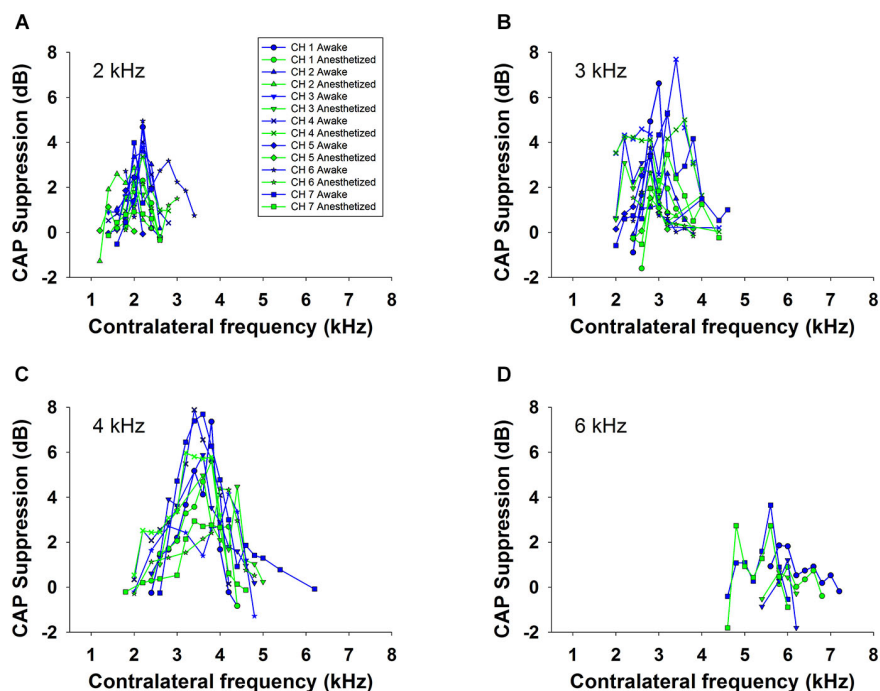 A
CAP Suppression (dB)
8
6
4
2
0
-2
2 kHz
CH 1 Awake
CH 1 Anesthetized
CH 2 Awake
CH 2 Anesthetized
CH 3 Awake
CH 3 Anesthetized
CH 4 Awake
CH 4 Anesthetized
CH 5 Awake
CH 5 Anesthetized
CH 6 Awake
CH 6 Anesthetized
CH 7 Awake
CH 7 Anesthetized
1 2 3 4 5 6 7 8
Contralateral frequency (kHz)
B
CAP Suppression (dB)
8
6
4
2
0
-2
3 kHz
1 2 3 4 5 6 7 8
Contralateral frequency (kHz)
C
CAP Suppression (dB)
8
6
4
2
0
-2
4 kHz
1 2 3 4 5 6 7 8
Contralateral frequency (kHz)
D
CAP Suppression (dB)
8
6
4
2
0
-2
6 kHz
1 2 3 4 5 6 7 8
Contralateral frequency (kHz)